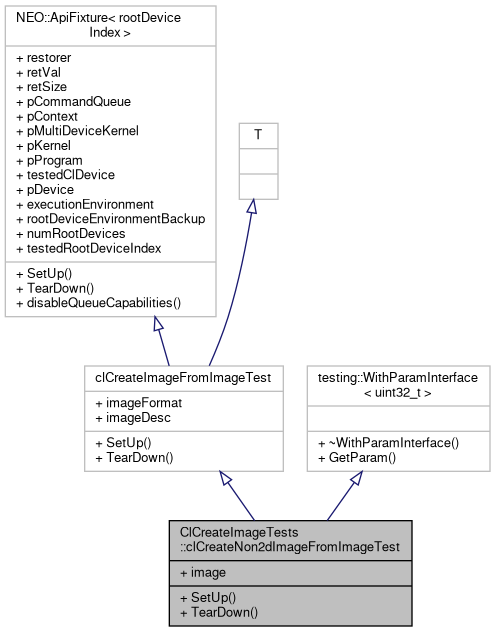 NEO::ApiFixture< rootDevice
Index >
+ restorer
+ retVal
+ retSize
+ pCommandQueue
+ pContext
+ pMultiDeviceKernel
+ pKernel
+ pProgram
+ testedClDevice
+ pDevice
+ executionEnvironment
+ rootDeviceEnvironmentBackup
+ numRootDevices
+ testedRootDeviceIndex
+ SetUp()
+ TearDown()
+ disableQueueCapabilities()
T
clCreateImageFromImageTest
+ imageFormat
+ imageDesc
+ SetUp()
+ TearDown()
testing::WithParamInterface
< uint32_t >
+ ~WithParamInterface()
+ GetParam()
ClCreateImageTests
::clCreateNon2dImageFromImageTest
+ image
+ SetUp()
+ TearDown()